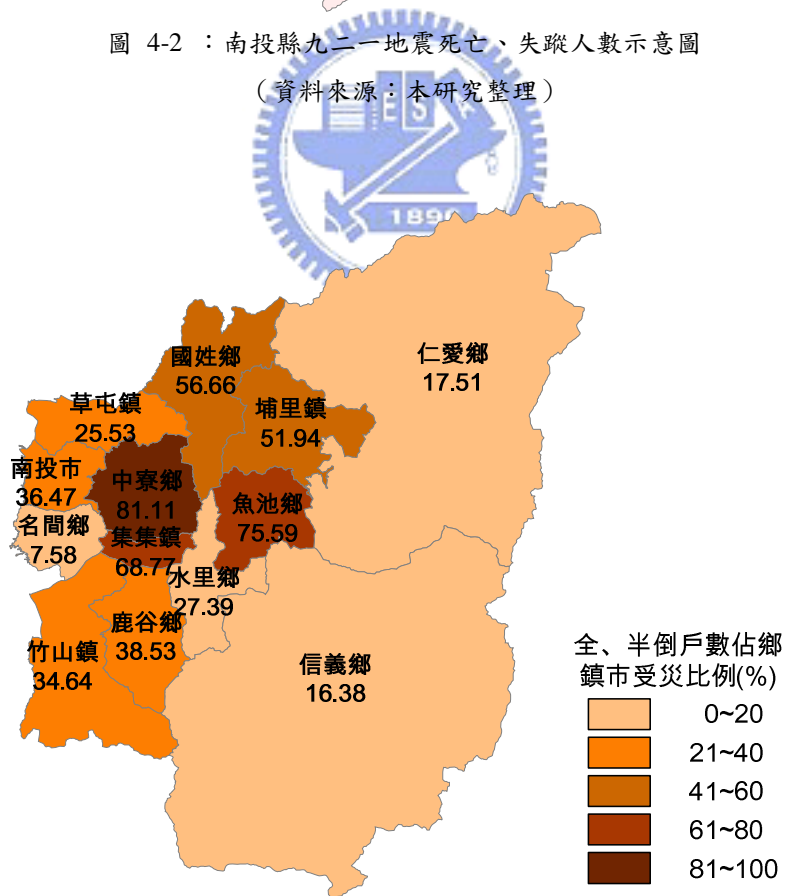 圖 4-2 ：南投縣九二一地震死亡、失蹤人數示意圖
（資料來源：本研究整理）
E S
1896
仁愛鄉
17.51
國姓鄉
56.66
草屯鎮
25.53
埔里鎮
51.94
南投市
36.47
中寮鄉
81.11
魚池鄉
75.59
名間鄉
7.58
集集鎮
68.77
水里鄉
27.39
鹿谷鄉
38.53
竹山鎮
34.64
信義鄉
16.38
全、半倒戶數佔鄉
鎮市受災比例(%)
0~20
21~40
41~60
61~80
81~100